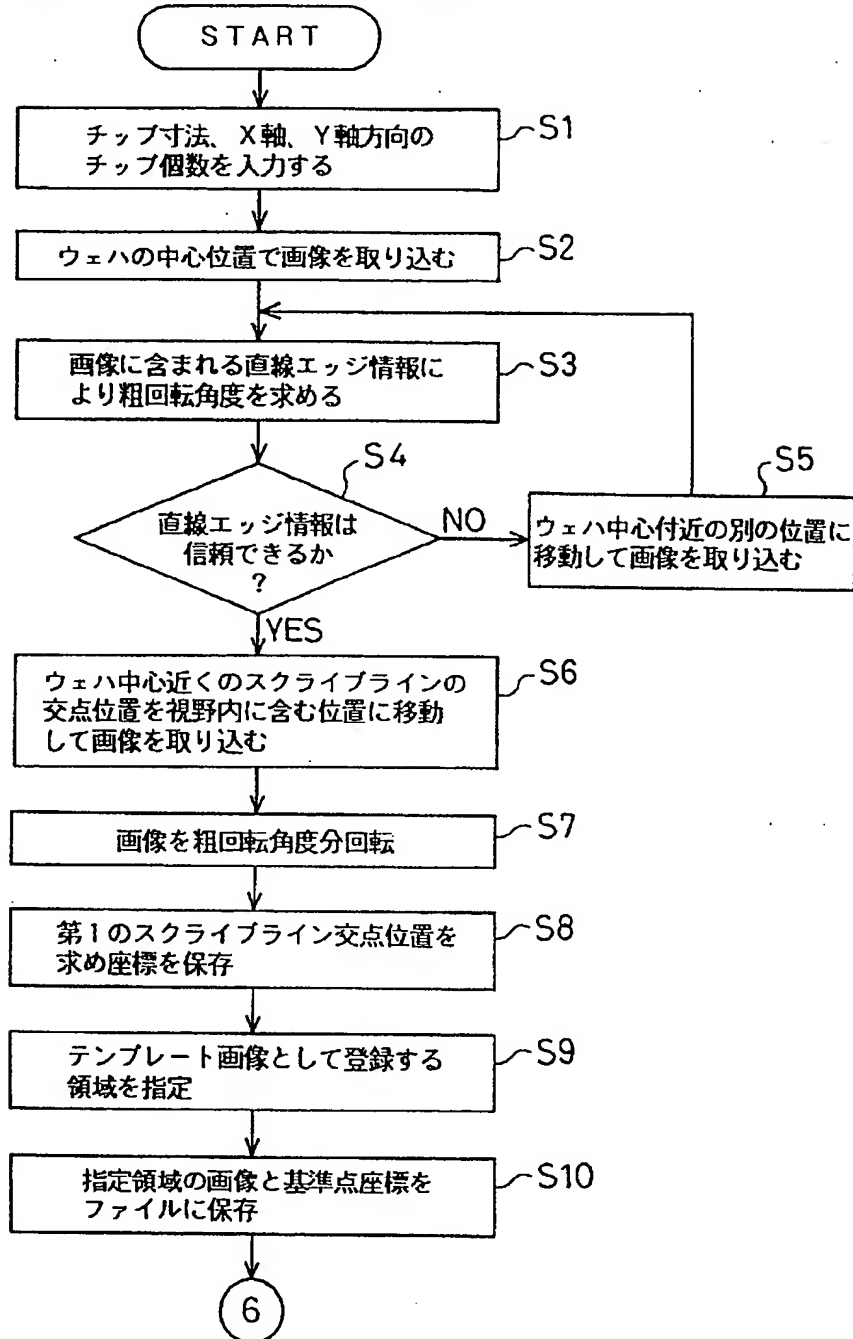 START
チップ寸法、X軸、Y軸方向の
チップ個数を入力する
S1
ウェハの中心位置で画像を取り込む
S2
画像に含まれる直線エッジ情報に
より粗回転角度を求める
S3
S4
直線エッジ情報は
信頼できるか
?
NO
S5
ウェハ中心付近の別の位置に
移動して画像を取り込む
YES
ウェハ中心近くのスクライブラインの
交点位置を視野内に含む位置に移動
して画像を取り込む
S6
画像を粗回転角度分回転
S7
第1のスクライブライン交点位置を
求め座標を保存
S8
テンプレート画像として登録する
領域を指定
S9
指定領域の画像と基準点座標を
ファイルに保存
S10
6